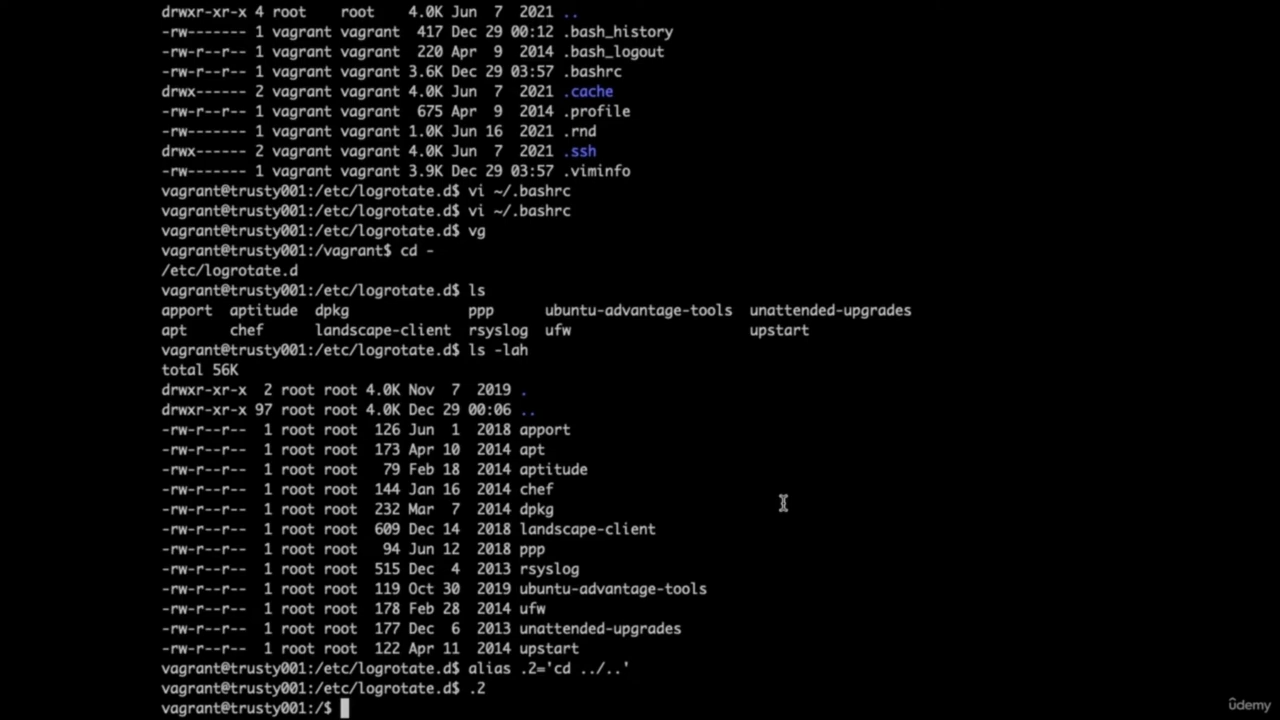 drwxr-xr-x 4 root    root    4.0K Jun  7  2021 ..
-rw------- 1 vagrant vagrant  417 Dec 29 00:12 .bash_history
-rw-r--r-- 1 vagrant vagrant  220 Apr  9  2014 .bash_logout
-rw-r--r-- 1 vagrant vagrant 3.6K Dec 29 03:57 .bashrc
drwx------ 2 vagrant vagrant 4.0K Jun  7  2021 .cache
-rw-r--r-- 1 vagrant vagrant  675 Apr  9  2014 .profile
-rw------- 1 vagrant vagrant 1.0K Jun 16  2021 .rnd
drwx------ 2 vagrant vagrant 4.0K Jun  7  2021 .ssh
-rw------- 1 vagrant vagrant 3.9K Dec 29 03:57 .viminfo
vagrant@trusty001:/etc/logrotate.d$ vi ~/.bashrc
vagrant@trusty001:/etc/logrotate.d$ vi ~/.bashrc
vagrant@trusty001:/etc/logrotate.d$ vg
vagrant@trusty001:/vagrant$ cd -
/etc/logrotate.d
vagrant@trusty001:/etc/logrotate.d$ ls
apport  aptitude  dpkg              ppp      ubuntu-advantage-tools  unattended-upgrades
apt     chef      landscape-client  rsyslog  ufw                     upstart
vagrant@trusty001:/etc/logrotate.d$ ls -lah
total 56K
drwxr-xr-x  2 root root 4.0K Nov  7  2019 .
drwxr-xr-x 97 root root 4.0K Dec 29 00:06 ..
-rw-r--r--  1 root root  126 Jun  1  2018 apport
-rw-r--r--  1 root root  173 Apr 10  2014 apt
-rw-r--r--  1 root root   79 Feb 18  2014 aptitude
-rw-r--r--  1 root root  144 Jan 16  2014 chef
-rw-r--r--  1 root root  232 Mar  7  2014 dpkg
-rw-r--r--  1 root root  609 Dec 14  2018 landscape-client
-rw-r--r--  1 root root   94 Jun 12  2018 ppp
-rw-r--r--  1 root root  515 Dec  4  2013 rsyslog
-rw-r--r--  1 root root  119 Oct 30  2019 ubuntu-advantage-tools
-rw-r--r--  1 root root  178 Feb 28  2014 ufw
-rw-r--r--  1 root root  177 Dec  6  2013 unattended-upgrades
-rw-r--r--  1 root root  122 Apr 11  2014 upstart
vagrant@trusty001:/etc/logrotate.d$ alias .2='cd ../..'
vagrant@trusty001:/etc/logrotate.d$ .2
vagrant@trusty001:/$
ûdemy